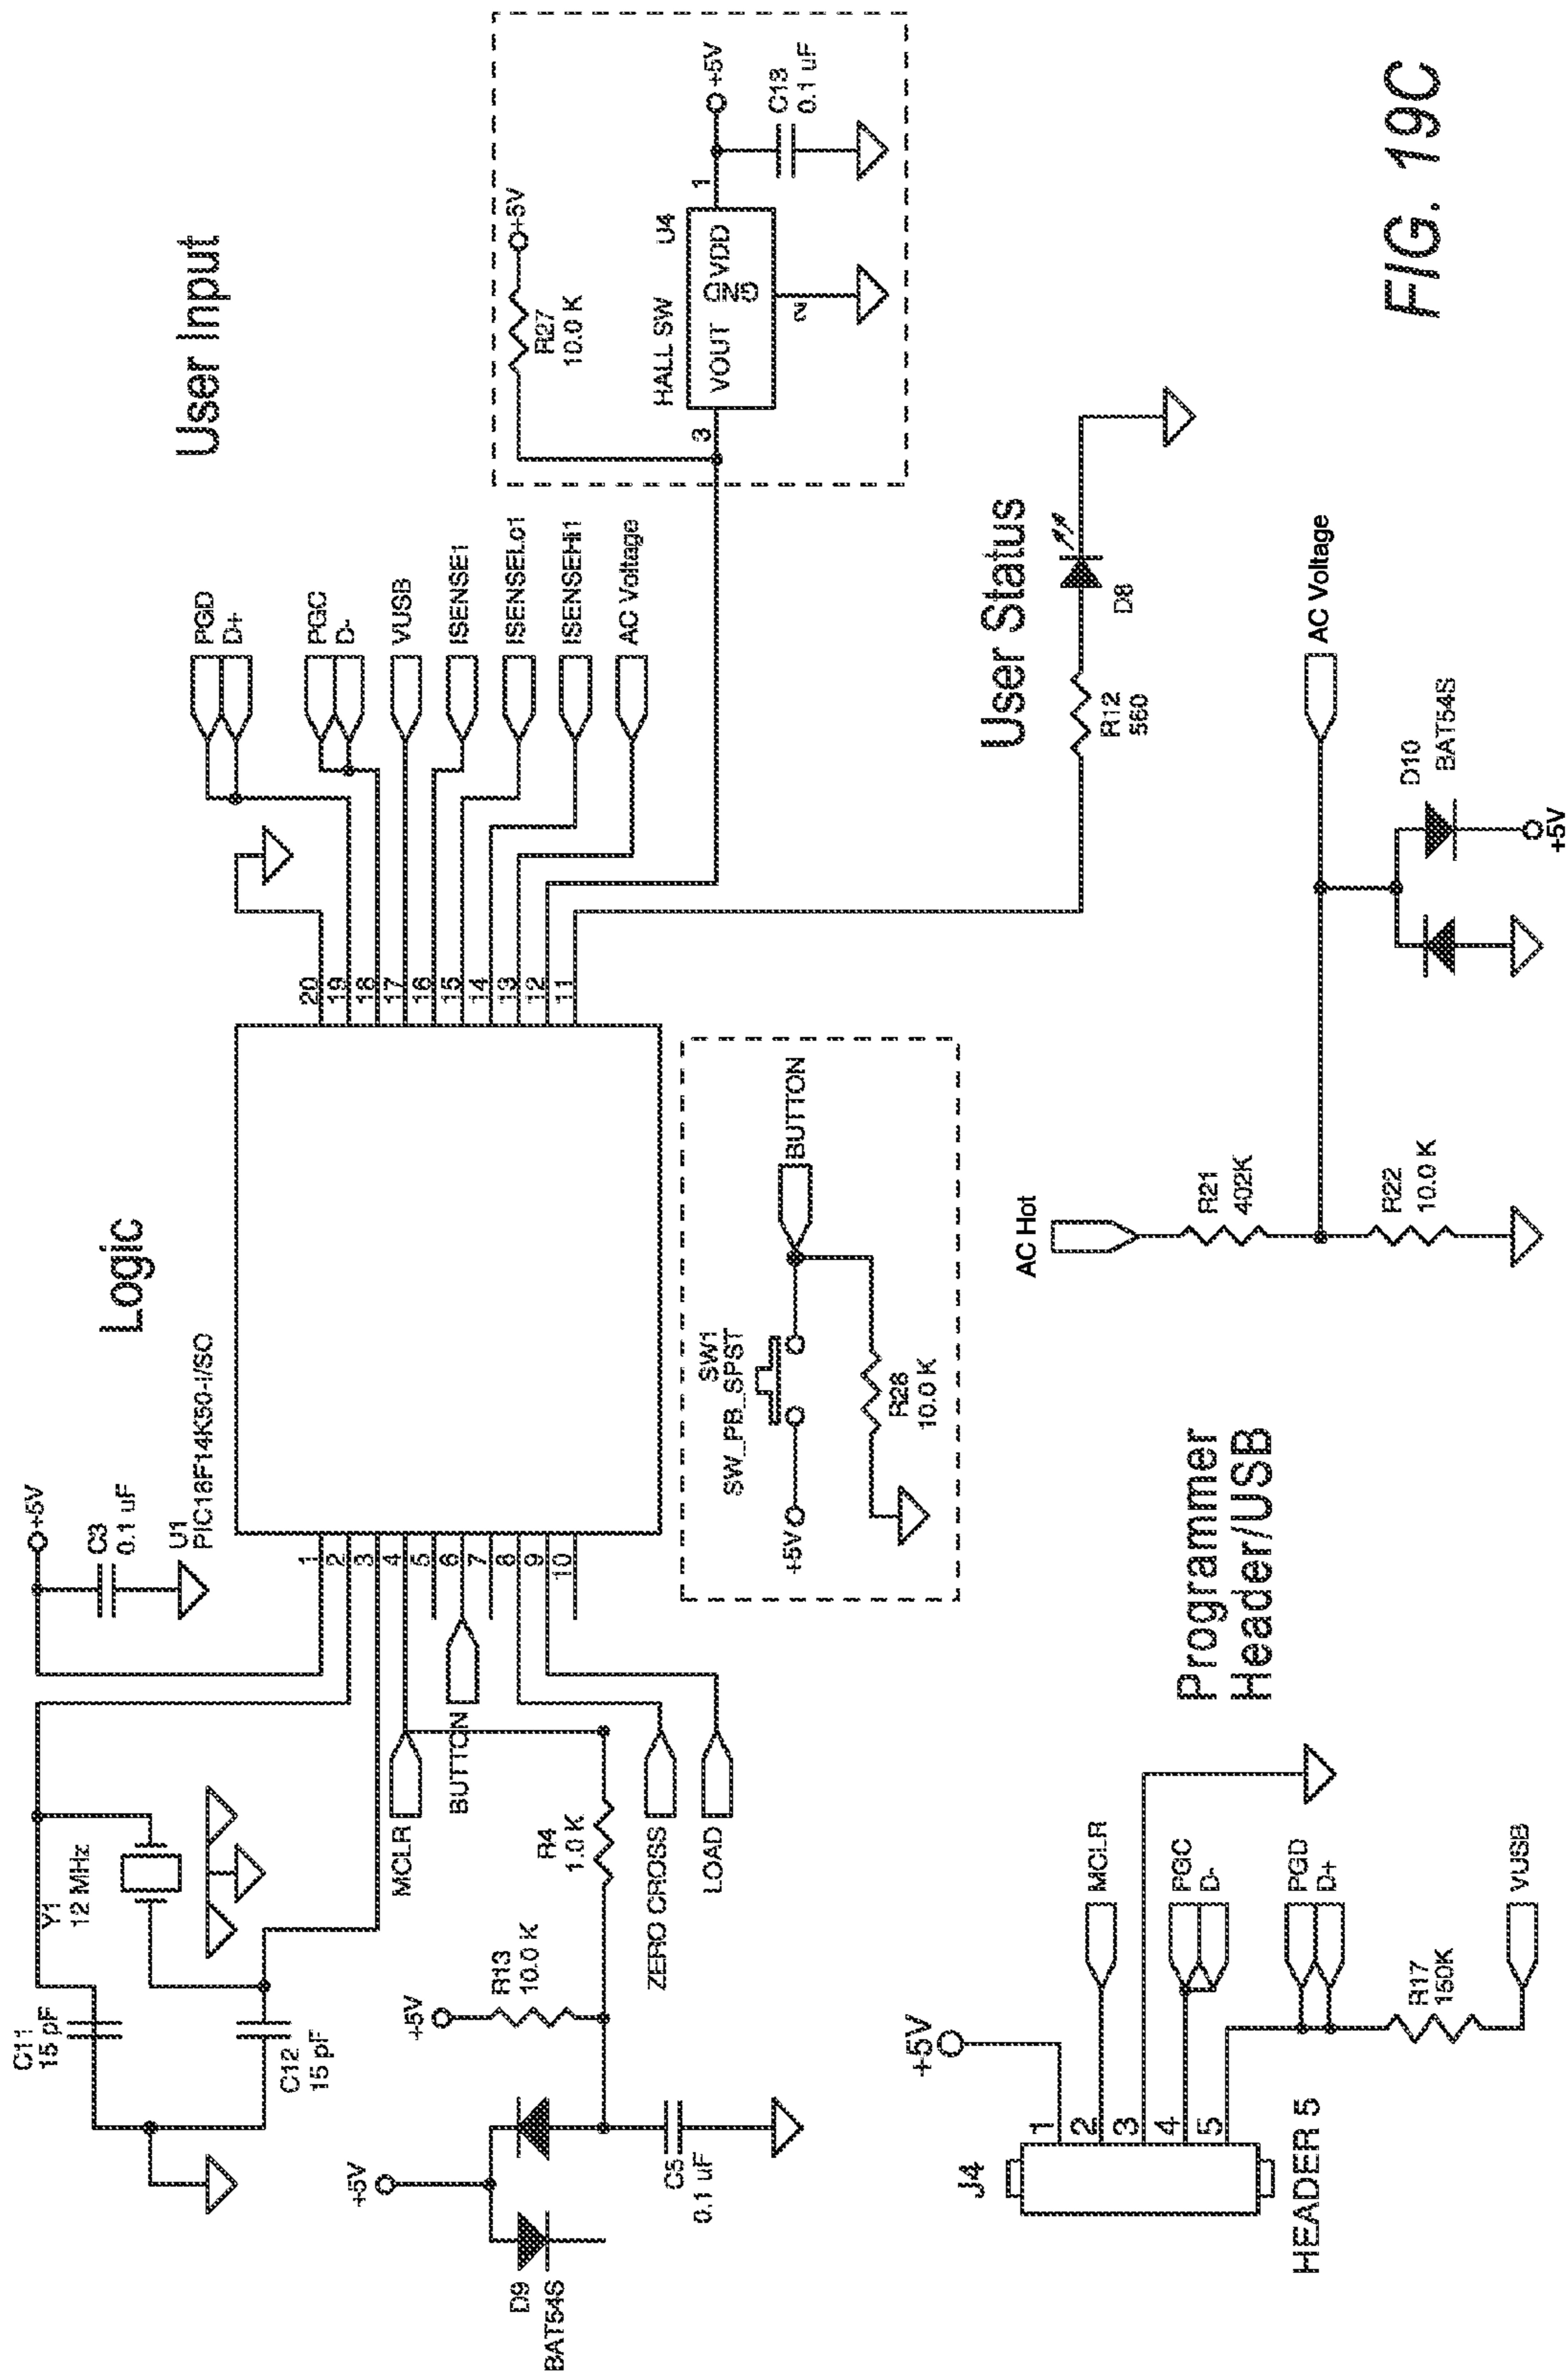 Logic
User Input
+5V
C3
0.1 uF
U1
PIC18F14K50-I/SO
C11
15 pF
Y1
12 MHz
C12
15 pF
1
2
3
4
5
6
7
8
9
10
20
19
18
17
16
15
14
13
12
11
PGD
D+
PGC
D-
VUSB
ISENSE1
ISENSELo1
ISENSEHi1
AC Voltage
MCLR
BUTTON
ZERO CROSS
LOAD
R4
1.0 K
R13
10.0 K
+5V
+5V
D9
BAT54S
C5
0.1 uF
+5V
R27
10.0 K
HALL SW
U4
VOUT
GND
VDD
3
2
1
+5V
C13
0.1 uF
SW1
SW_PB_SPST
+5V
BUTTON
R26
10.0 K
User Status
R12
560
D8
Programmer
Header/USB
J4
HEADER 5
+5V
1
2
3
4
5
MCLR
PGC
D-
PGD
D+
R17
150K
VUSB
AC Hot
R21
402K
R22
10.0 K
AC Voltage
D10
BAT54S
+5V
FIG. 19C